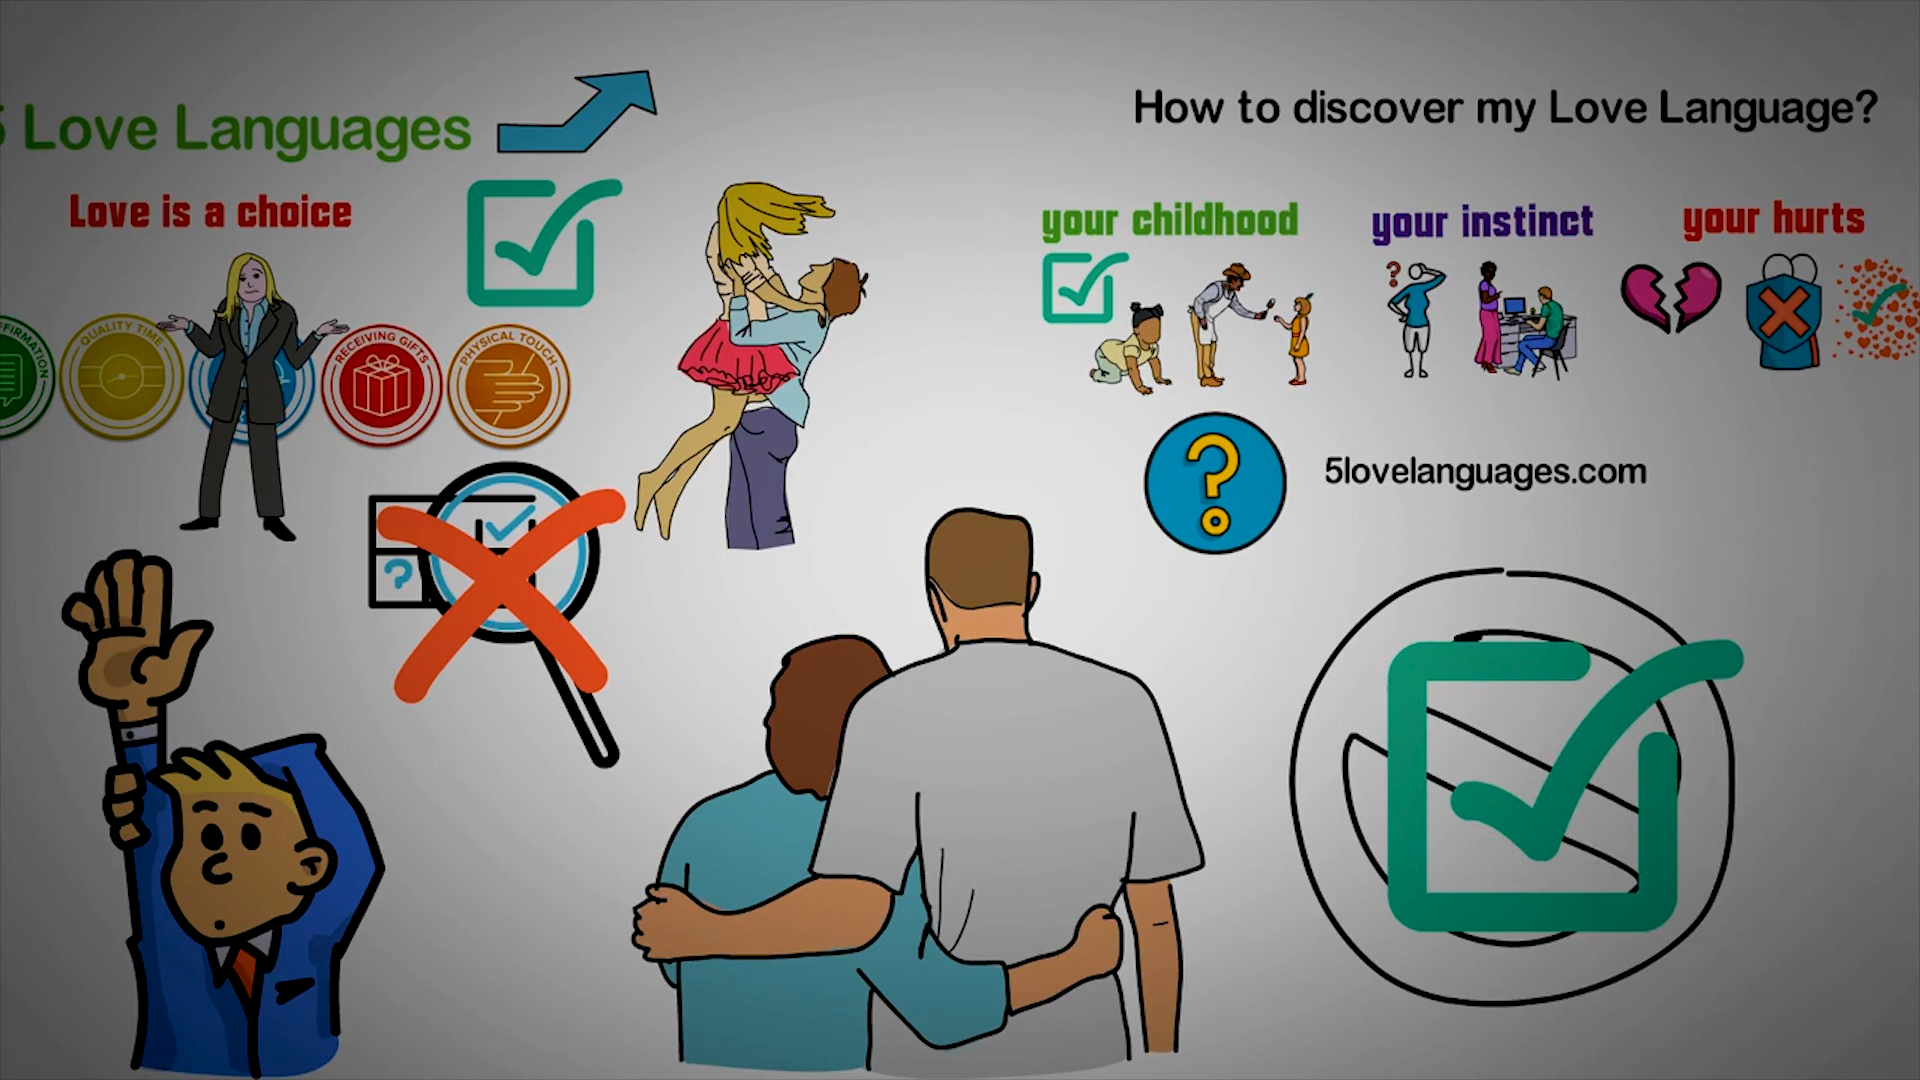 5 Love Languages
How to discover my Love Language?
Love is a choice
your childhood
your instinct
your hurts
QUALITY TIME
RECEIVING GIFTS
PHYSICAL TOUCH
?
?
?
5lovelanguages.com